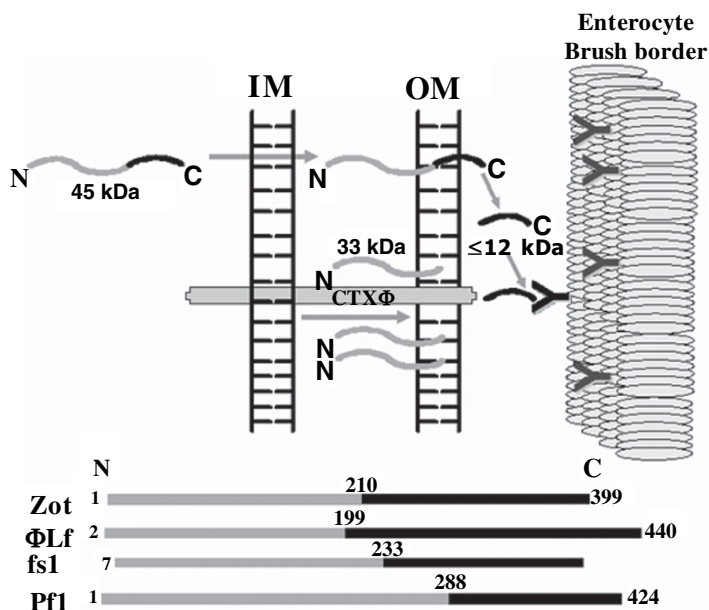 Enterocyte
Brush border
IM OM
N 45 kDa C N C
C
33 kDa ≤12 kDa
N
CTXΦ
N
N
N C
Zot 1 210 399
ΦLf 2 199 440
fs1 7 233
Pf1 1 288 424